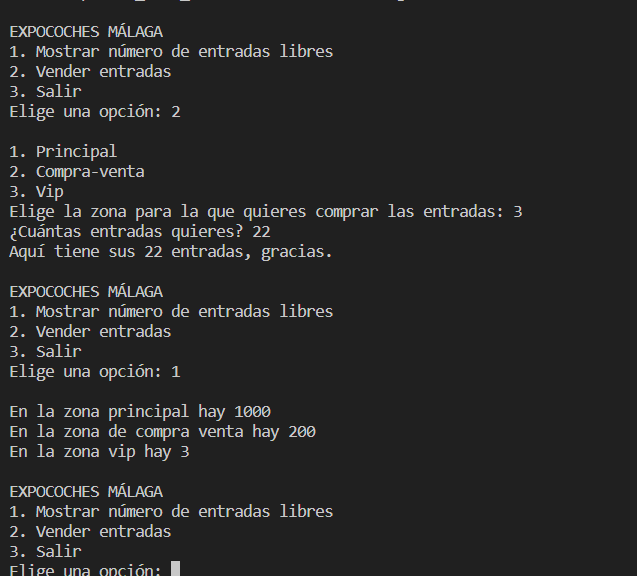 EXPOCOCHES MÁLAGA
1. Mostrar número de entradas libres
2. Vender entradas
3. Salir
Elige una opción: 2
1. Principal
2. Compra-venta
3. Vip
Elige la zona para la que quieres comprar las entradas: 3
¿Cuántas entradas quieres? 22
Aquí tiene sus 22 entradas, gracias.
EXPOCOCHES MÁLAGA
1. Mostrar número de entradas libres
2. Vender entradas
3. Salir
Elige una opción: 1
En la zona principal hay 1000
En la zona de compra venta hay 200
En la zona vip hay 3
EXPOCOCHES MÁLAGA
1. Mostrar número de entradas libres
2. Vender entradas
3. Salir
Elige una opción: